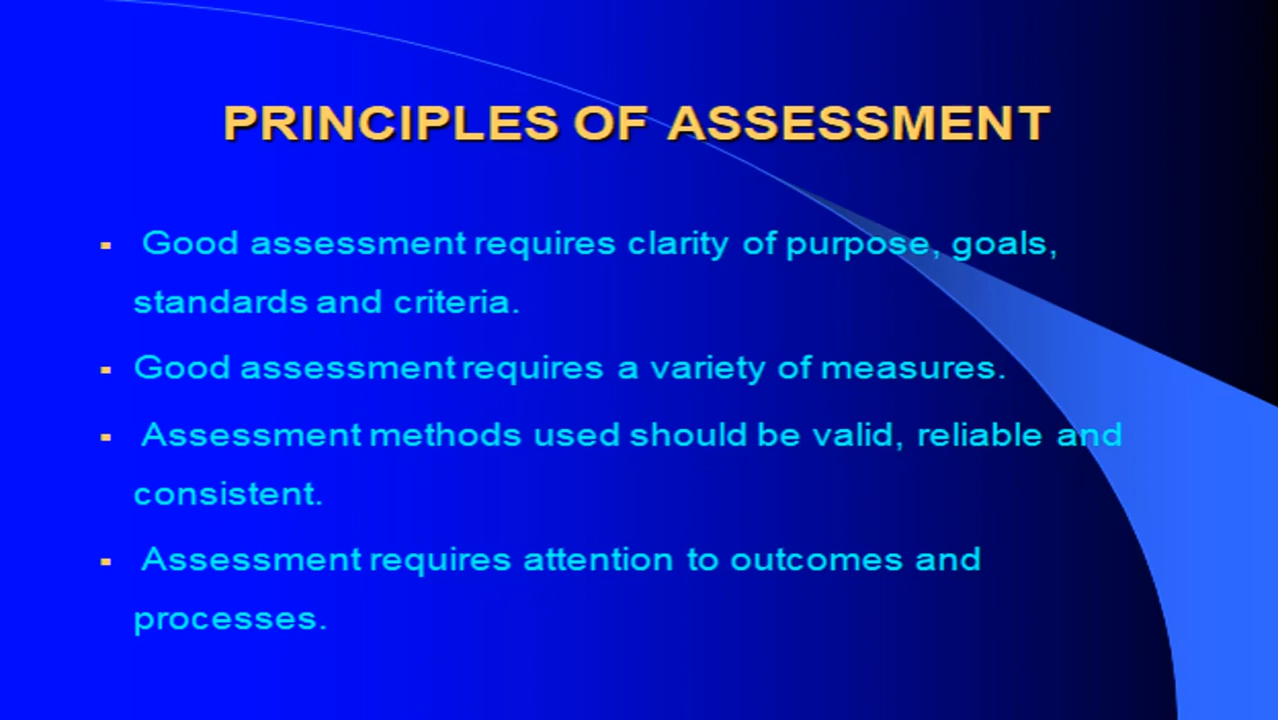 PRINCIPLES OF ASSESSMENT
▪ Good assessment requires clarity of purpose, goals,
standards and criteria.
▪ Good assessment requires a variety of measures.
▪ Assessment methods used should be valid, reliable and
consistent.
▪ Assessment requires attention to outcomes and
processes.